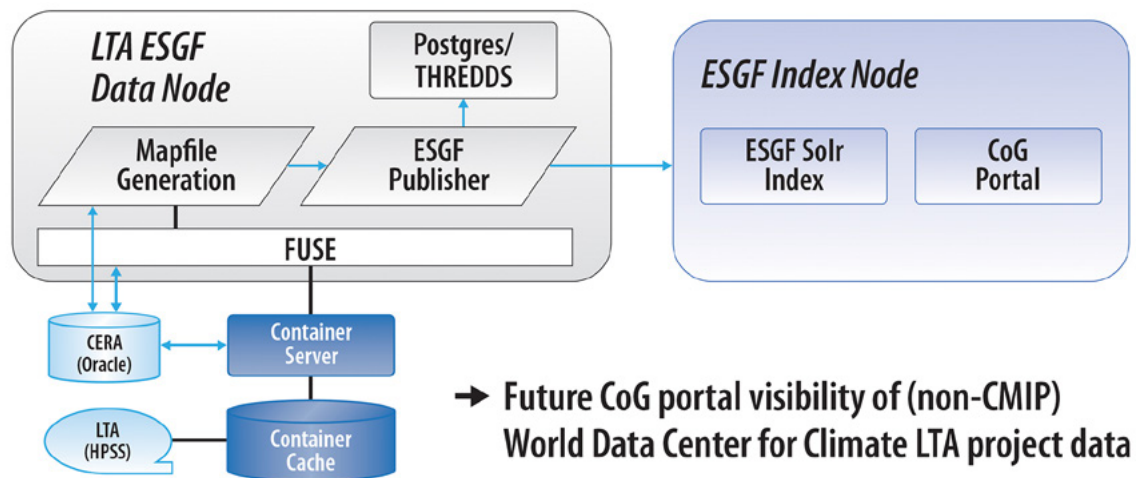 LTA ESGF
Data Node
Postgres/
THREDDS
Mapfile
Generation
ESGF
Publisher
FUSE
ESGF Index Node
ESGF Solr
Index
CoG
Portal
CERA
(Oracle)
Container
Server
LTA
(HPSS)
Container
Cache
Future CoG portal visibility of (non-CMIP)
World Data Center for Climate LTA project data